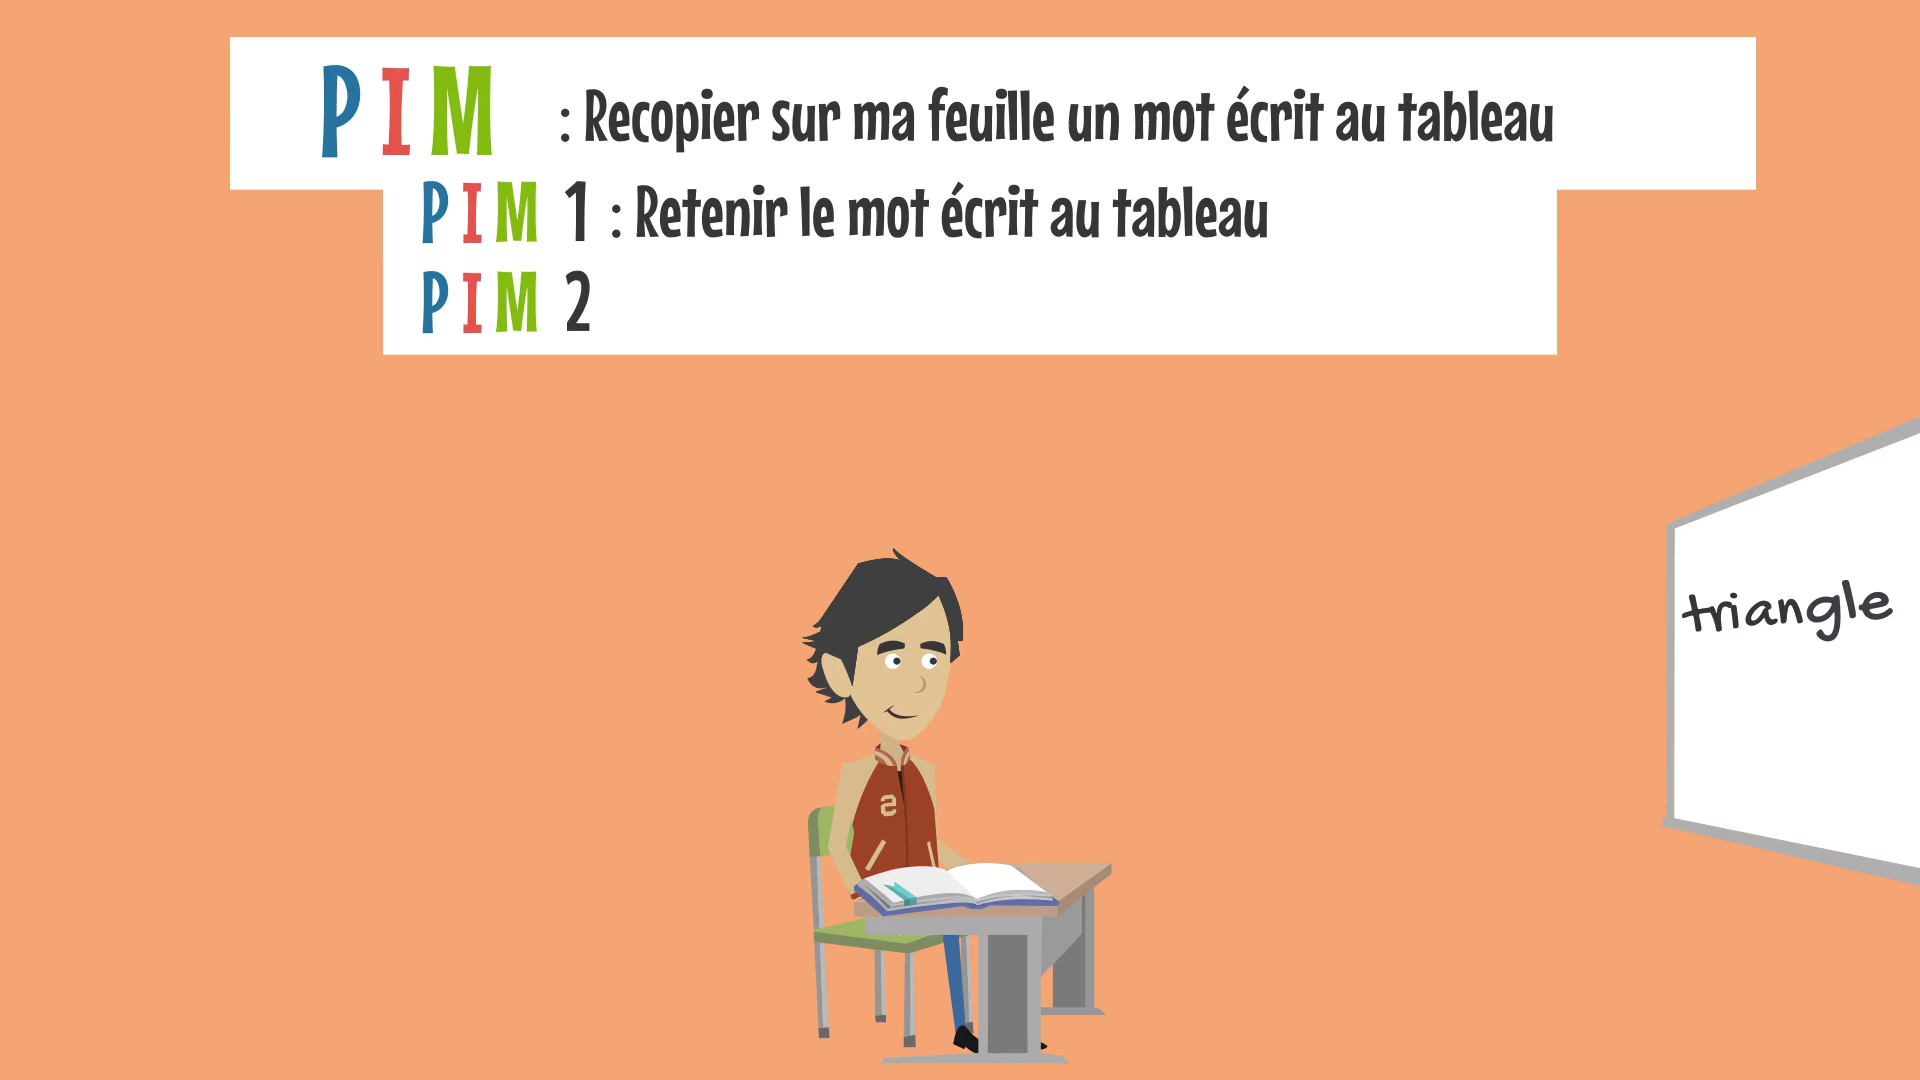 PIM : Recopier sur ma feuille un mot écrit au tableau
PIM 1 : Retenir le mot écrit au tableau
PIM 2
triangle
2